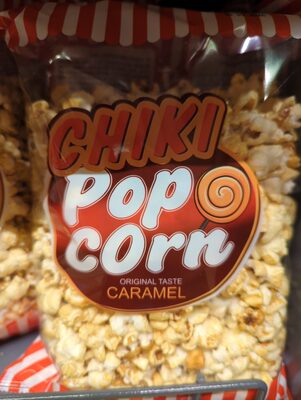 CHIKI
POP
COrn
ORIGINAL TASTE
CARAMEL